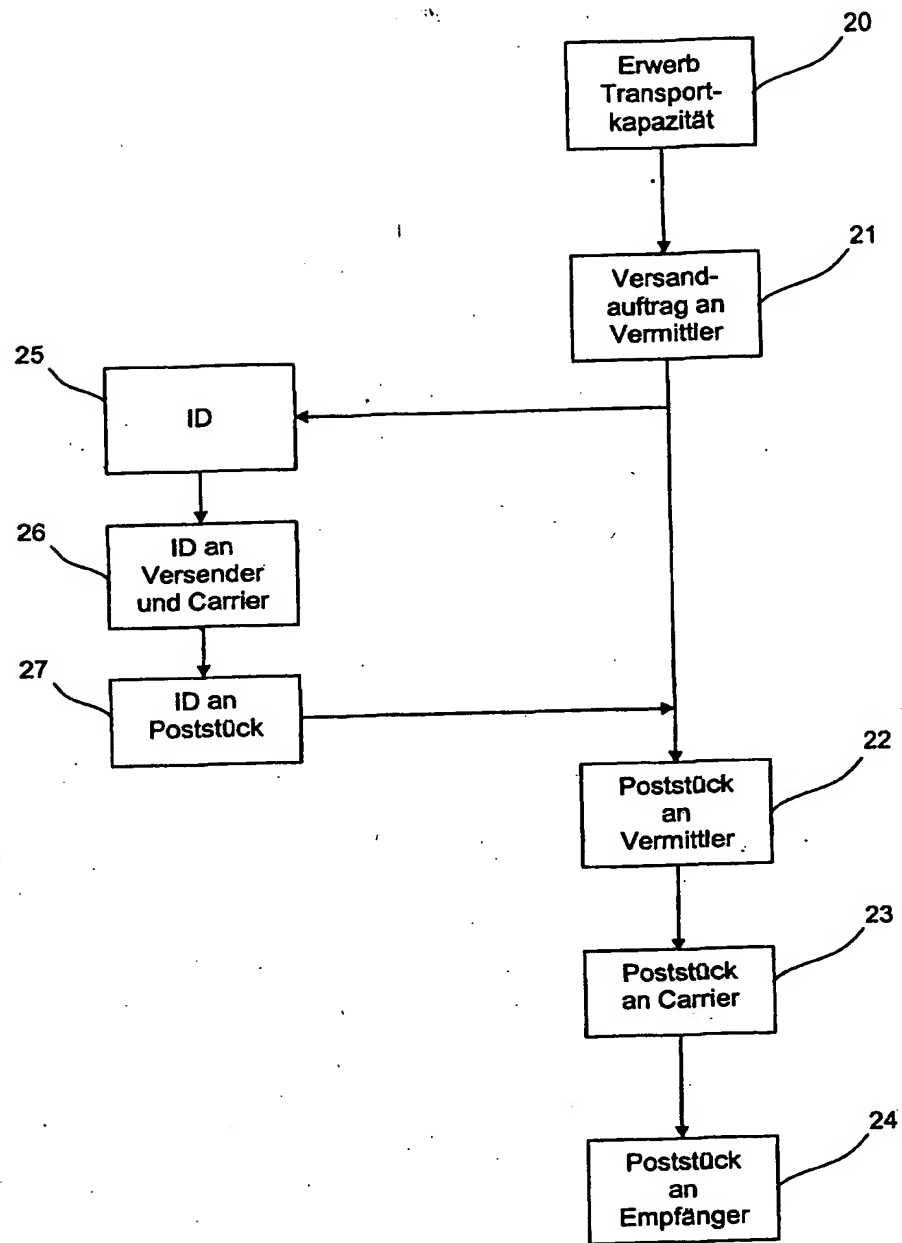 20
Erwerb
Transport-
kapazität
21
Versand-
auftrag an
Vermittler
25
ID
26
ID an
Versender
und Carrier
27
ID an
Poststück
22
Poststück
an
Vermittler
23
Poststück
an Carrier
24
Poststück
an
Empfänger